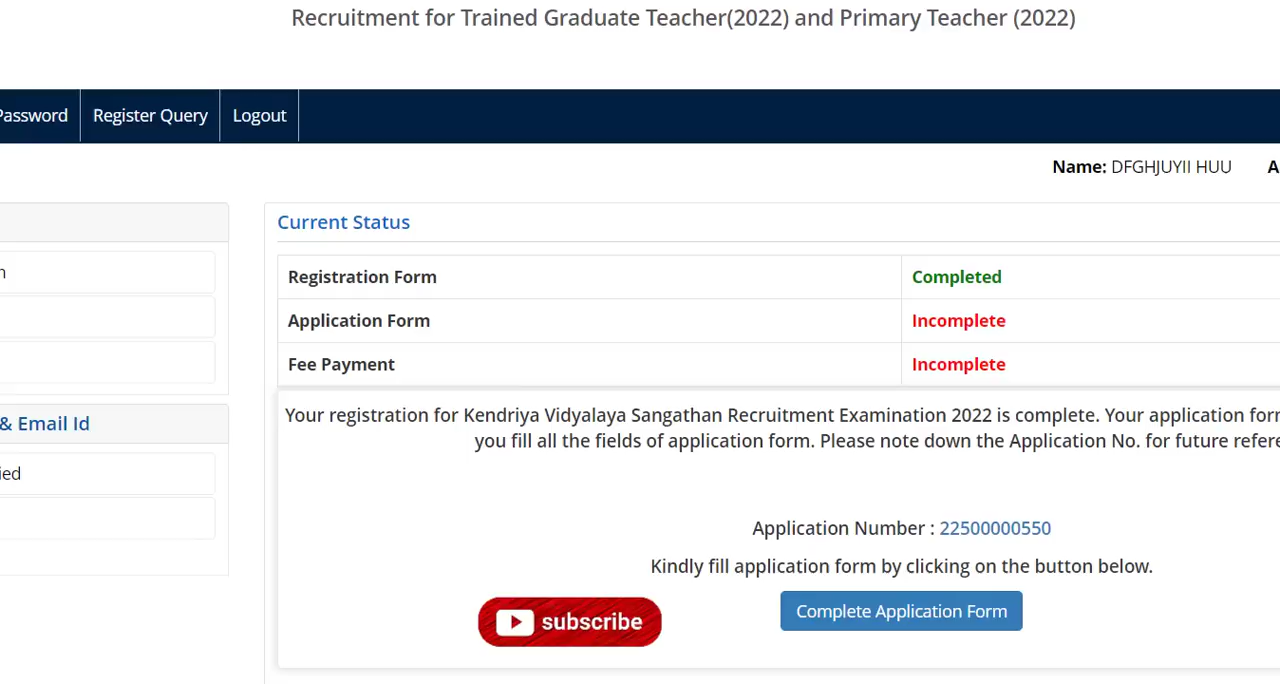 Recruitment for Trained Graduate Teacher(2022) and Primary Teacher (2022)
Password Register Query Logout
Name: DFGHJUYII HUU A
n
& Email Id
ied
Current Status
Registration Form Completed
Application Form Incomplete
Fee Payment Incomplete
Your registration for Kendriya Vidyalaya Sangathan Recruitment Examination 2022 is complete. Your application form
you fill all the fields of application form. Please note down the Application No. for future refere
Application Number : 22500000550
Kindly fill application form by clicking on the button below.
subscribe Complete Application Form